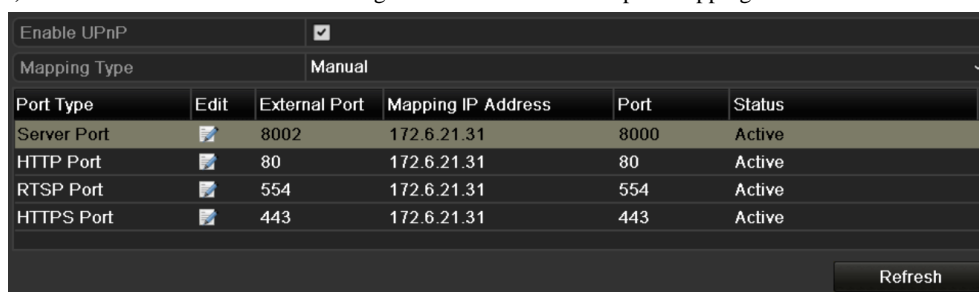 Enable UPnP
Mapping Type Manual
Port Type Edit External Port Mapping IP Address Port Status
Server Port 8002 172.6.21.31 8000 Active
HTTP Port 80 172.6.21.31 80 Active
RTSP Port 554 172.6.21.31 554 Active
HTTPS Port 443 172.6.21.31 443 Active
Refresh